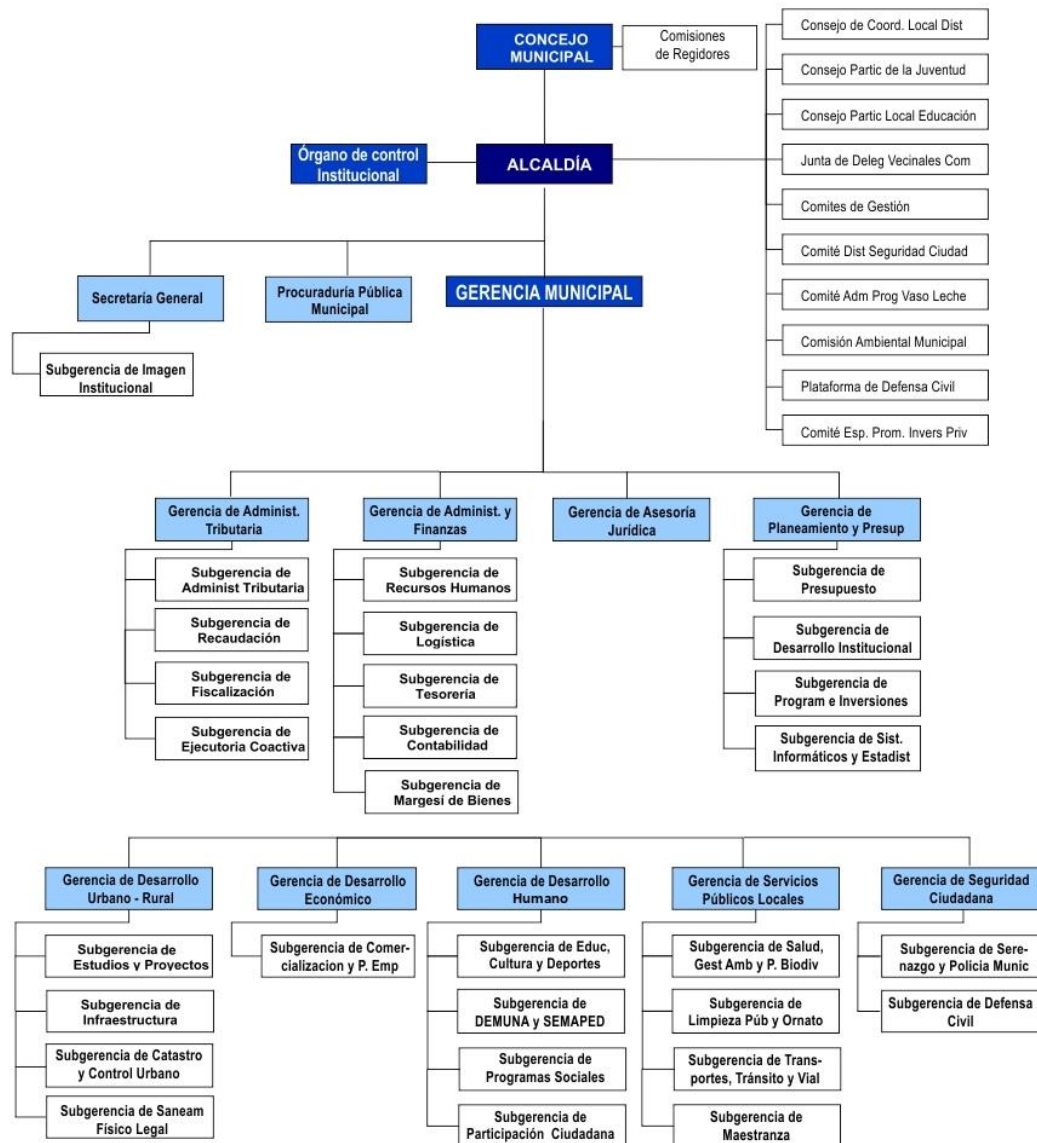 CONCEJO
MUNICIPAL
Comisiones
de Regidores
Consejo de Coord. Local Dist
Consejo Partic de la Juventud
Consejo Partic Local Educación
Junta de Deleg Vecinales Com
Comites de Gestión
Comité Dist Seguridad Ciudad
Comité Adm Prog Vaso Leche
Comisión Ambiental Municipal
Plataforma de Defensa Civil
Comité Esp. Prom. Invers Priv
Órgano de control
Institucional
ALCALDÍA
Secretaría General
Procuraduría Pública
Municipal
GERENCIA MUNICIPAL
Subgerencia de Imagen
Institucional
Gerencia de Administ.
Tributaria
Subgerencia de
Administ Tributaria
Subgerencia de
Recaudación
Subgerencia de
Fiscalización
Subgerencia de
Ejecutoria Coactiva
Gerencia de Administ. y
Finanzas
Subgerencia de
Recursos Humanos
Subgerencia de
Logística
Subgerencia de
Tesorería
Subgerencia de
Contabilidad
Subgerencia de
Margesí de Bienes
Gerencia de Asesoría
Jurídica
Gerencia de
Planeamiento y Presup
Subgerencia de
Presupuesto
Subgerencia de
Desarrollo Institucional
Subgerencia de
Program e Inversiones
Subgerencia de Sist.
Informáticos y Estadist
Gerencia de Desarrollo
Urbano - Rural
Subgerencia de
Estudios y Proyectos
Subgerencia de
Infraestructura
Subgerencia de Catastro
y Control Urbano
Subgerencia de Saneam
Físico Legal
Gerencia de Desarrollo
Económico
Subgerencia de Comer-
cializacion y P. Emp
Gerencia de Desarrollo
Humano
Subgerencia de Educ,
Cultura y Deportes
Subgerencia de
DEMUNA y SEMAPED
Subgerencia de
Programas Sociales
Subgerencia de
Participación Ciudadana
Gerencia de Servicios
Públicos Locales
Subgerencia de Salud,
Gest Amb y P. Biodiv
Subgerencia de
Limpieza Púb y Ornato
Subgerencia de Trans-
portes, Tránsito y Vial
Subgerencia de
Maestranza
Gerencia de Seguridad
Ciudadana
Subgerencia de Sere-
nazgo y Policia Munic
Subgerencia de Defensa
Civil